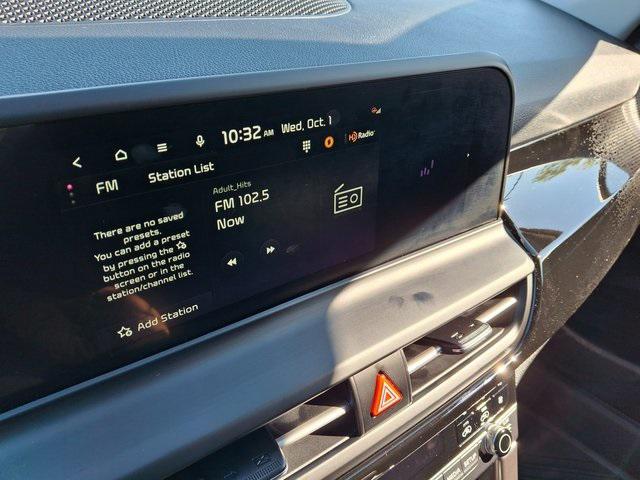 10:32 AM Wed, Oct. 1
FM Station List HD Radio
There are no saved
presets.
You can add a preset
by pressing the
button on the radio
screen or in the
station/channel list.
Add Station
Adult_Hits
FM 102.5
Now
MEDIA SETUP